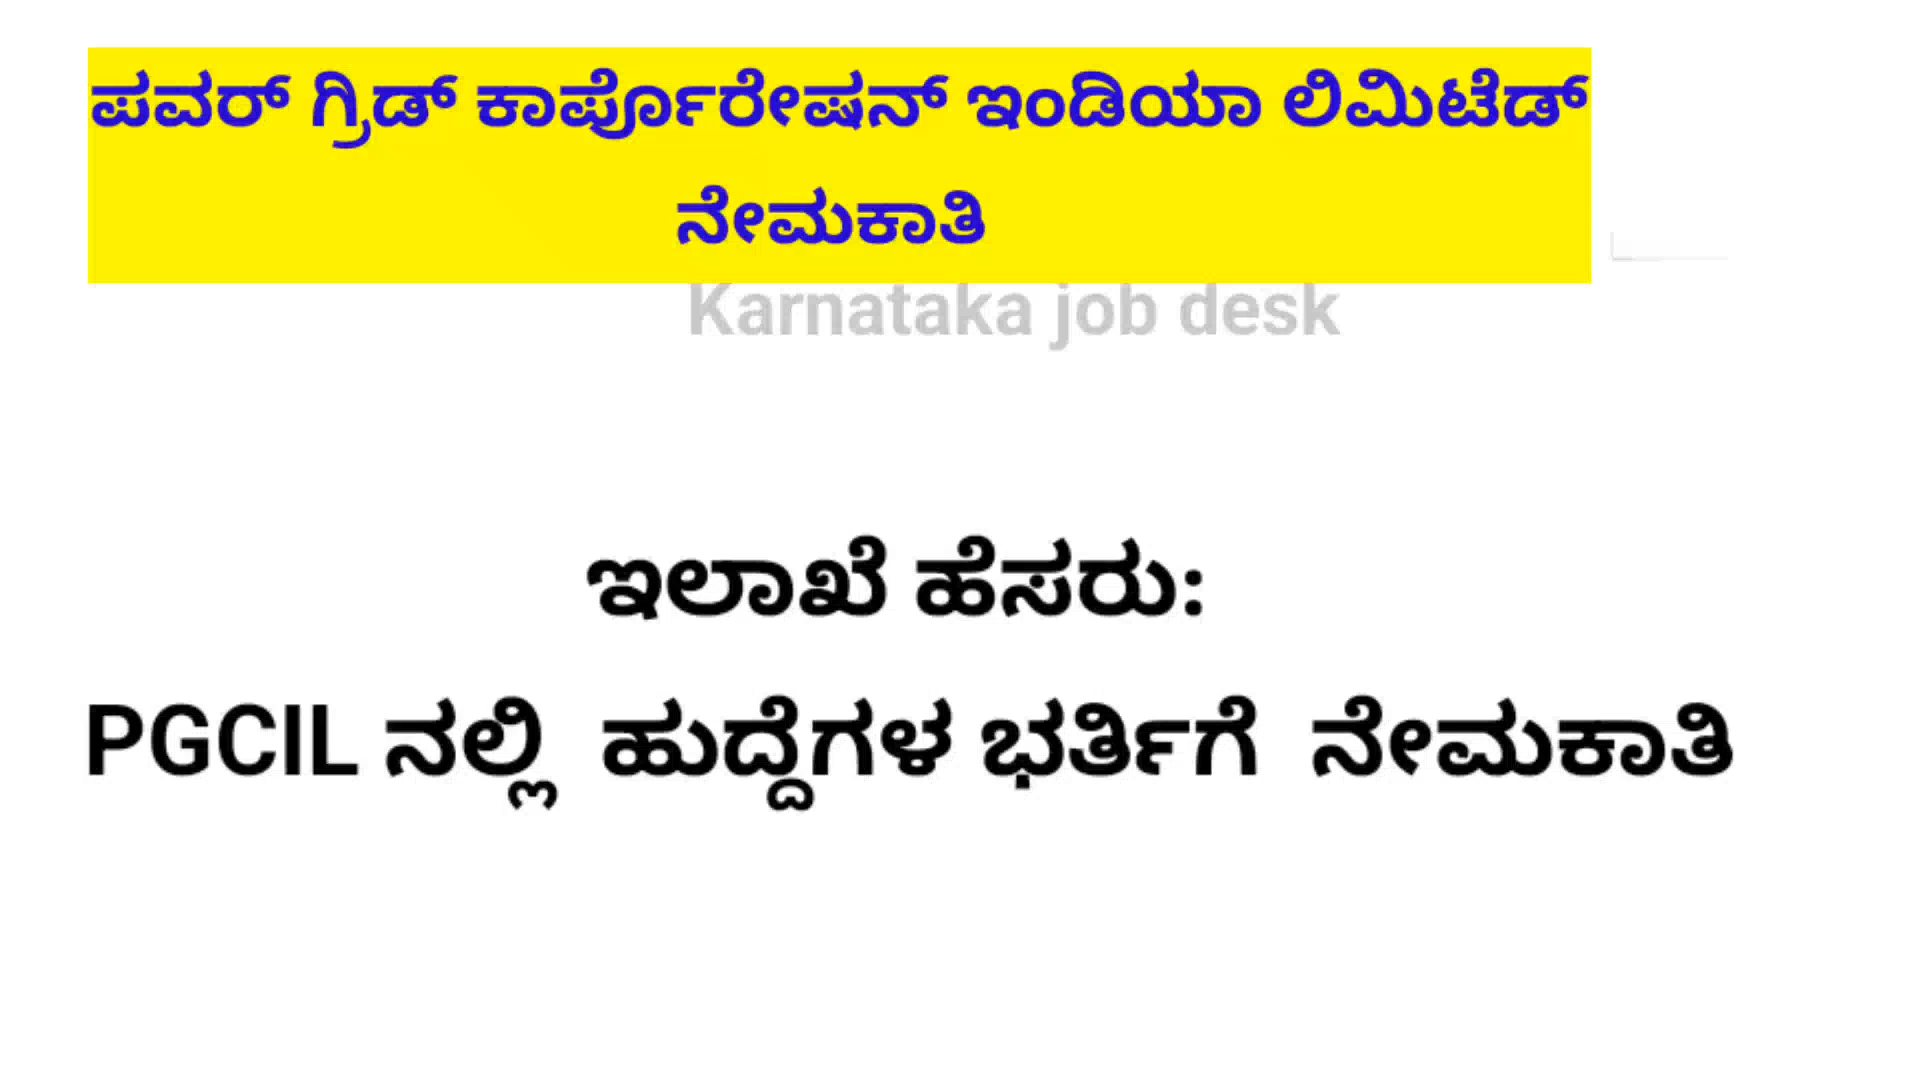 ಪವರ್ ಗ್ರಿಡ್ ಕಾರ್ಪೊರೇಷನ್ ಇಂಡಿಯಾ ಲಿಮಿಟೆಡ್
ನೇಮಕಾತಿ
Karnataka job desk
ಇಲಾಖೆ ಹೆಸರು:
PGCIL ನಲ್ಲಿ ಹುದ್ದೆಗಳ ಭರ್ತಿಗೆ ನೇಮಕಾತಿ